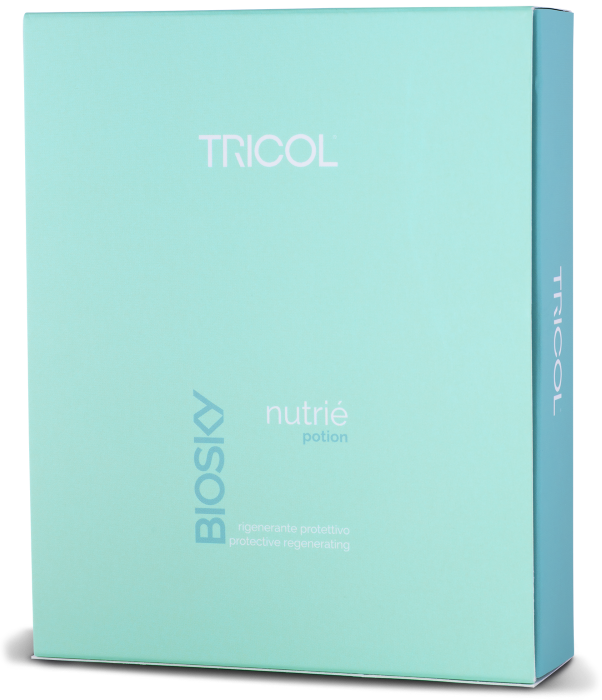 TRICOL
nutrié
potion
BIOSKY
rigenerante protettivo
protective regenerating
TRICOL